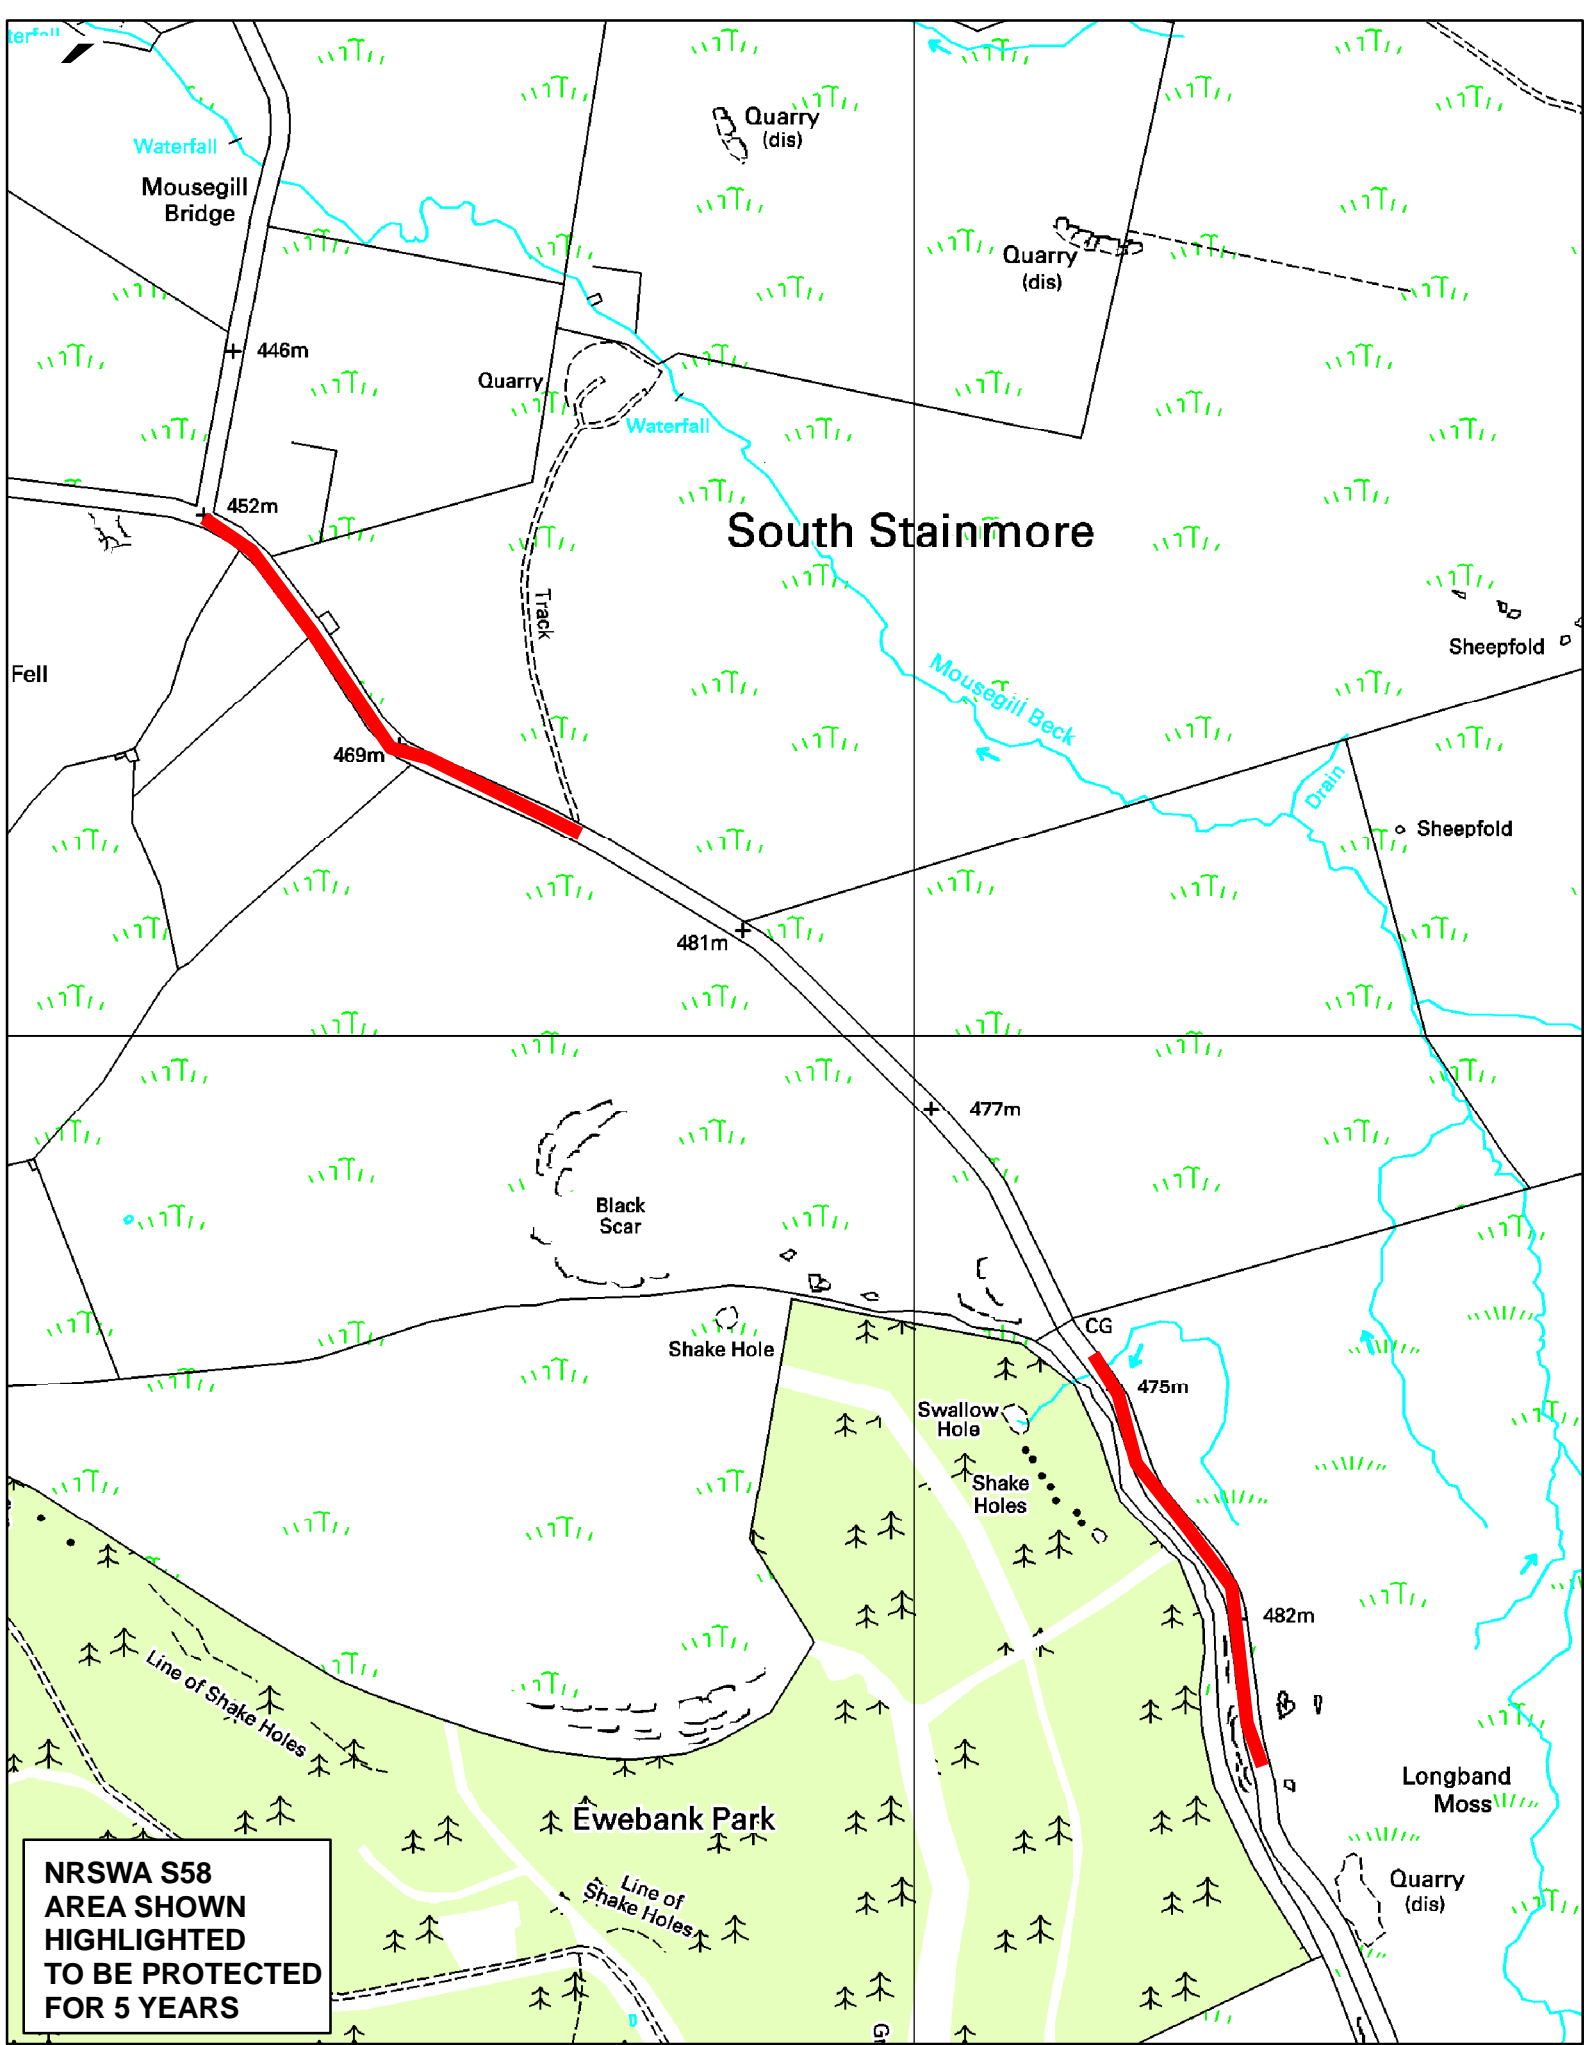 Waterfall
Mousegill
Bridge
Quarry
(dis)
Quarry
(dis)
446m
Quarry
Waterfall
452m
South Stainmore
Track
Sheepfold
Fell
Mousegill Beck
469m
Drain
Sheepfold
481m
477m
Black
Scar
CG
Shake Hole
475m
Swallow
Hole
Shake
Holes
482m
Line of Shake Holes
Longband
Moss
Ewebank Park
NRSWA S58
AREA SHOWN
HIGHLIGHTED
TO BE PROTECTED
FOR 5 YEARS
Line of
Shake Holes
Quarry
(dis)